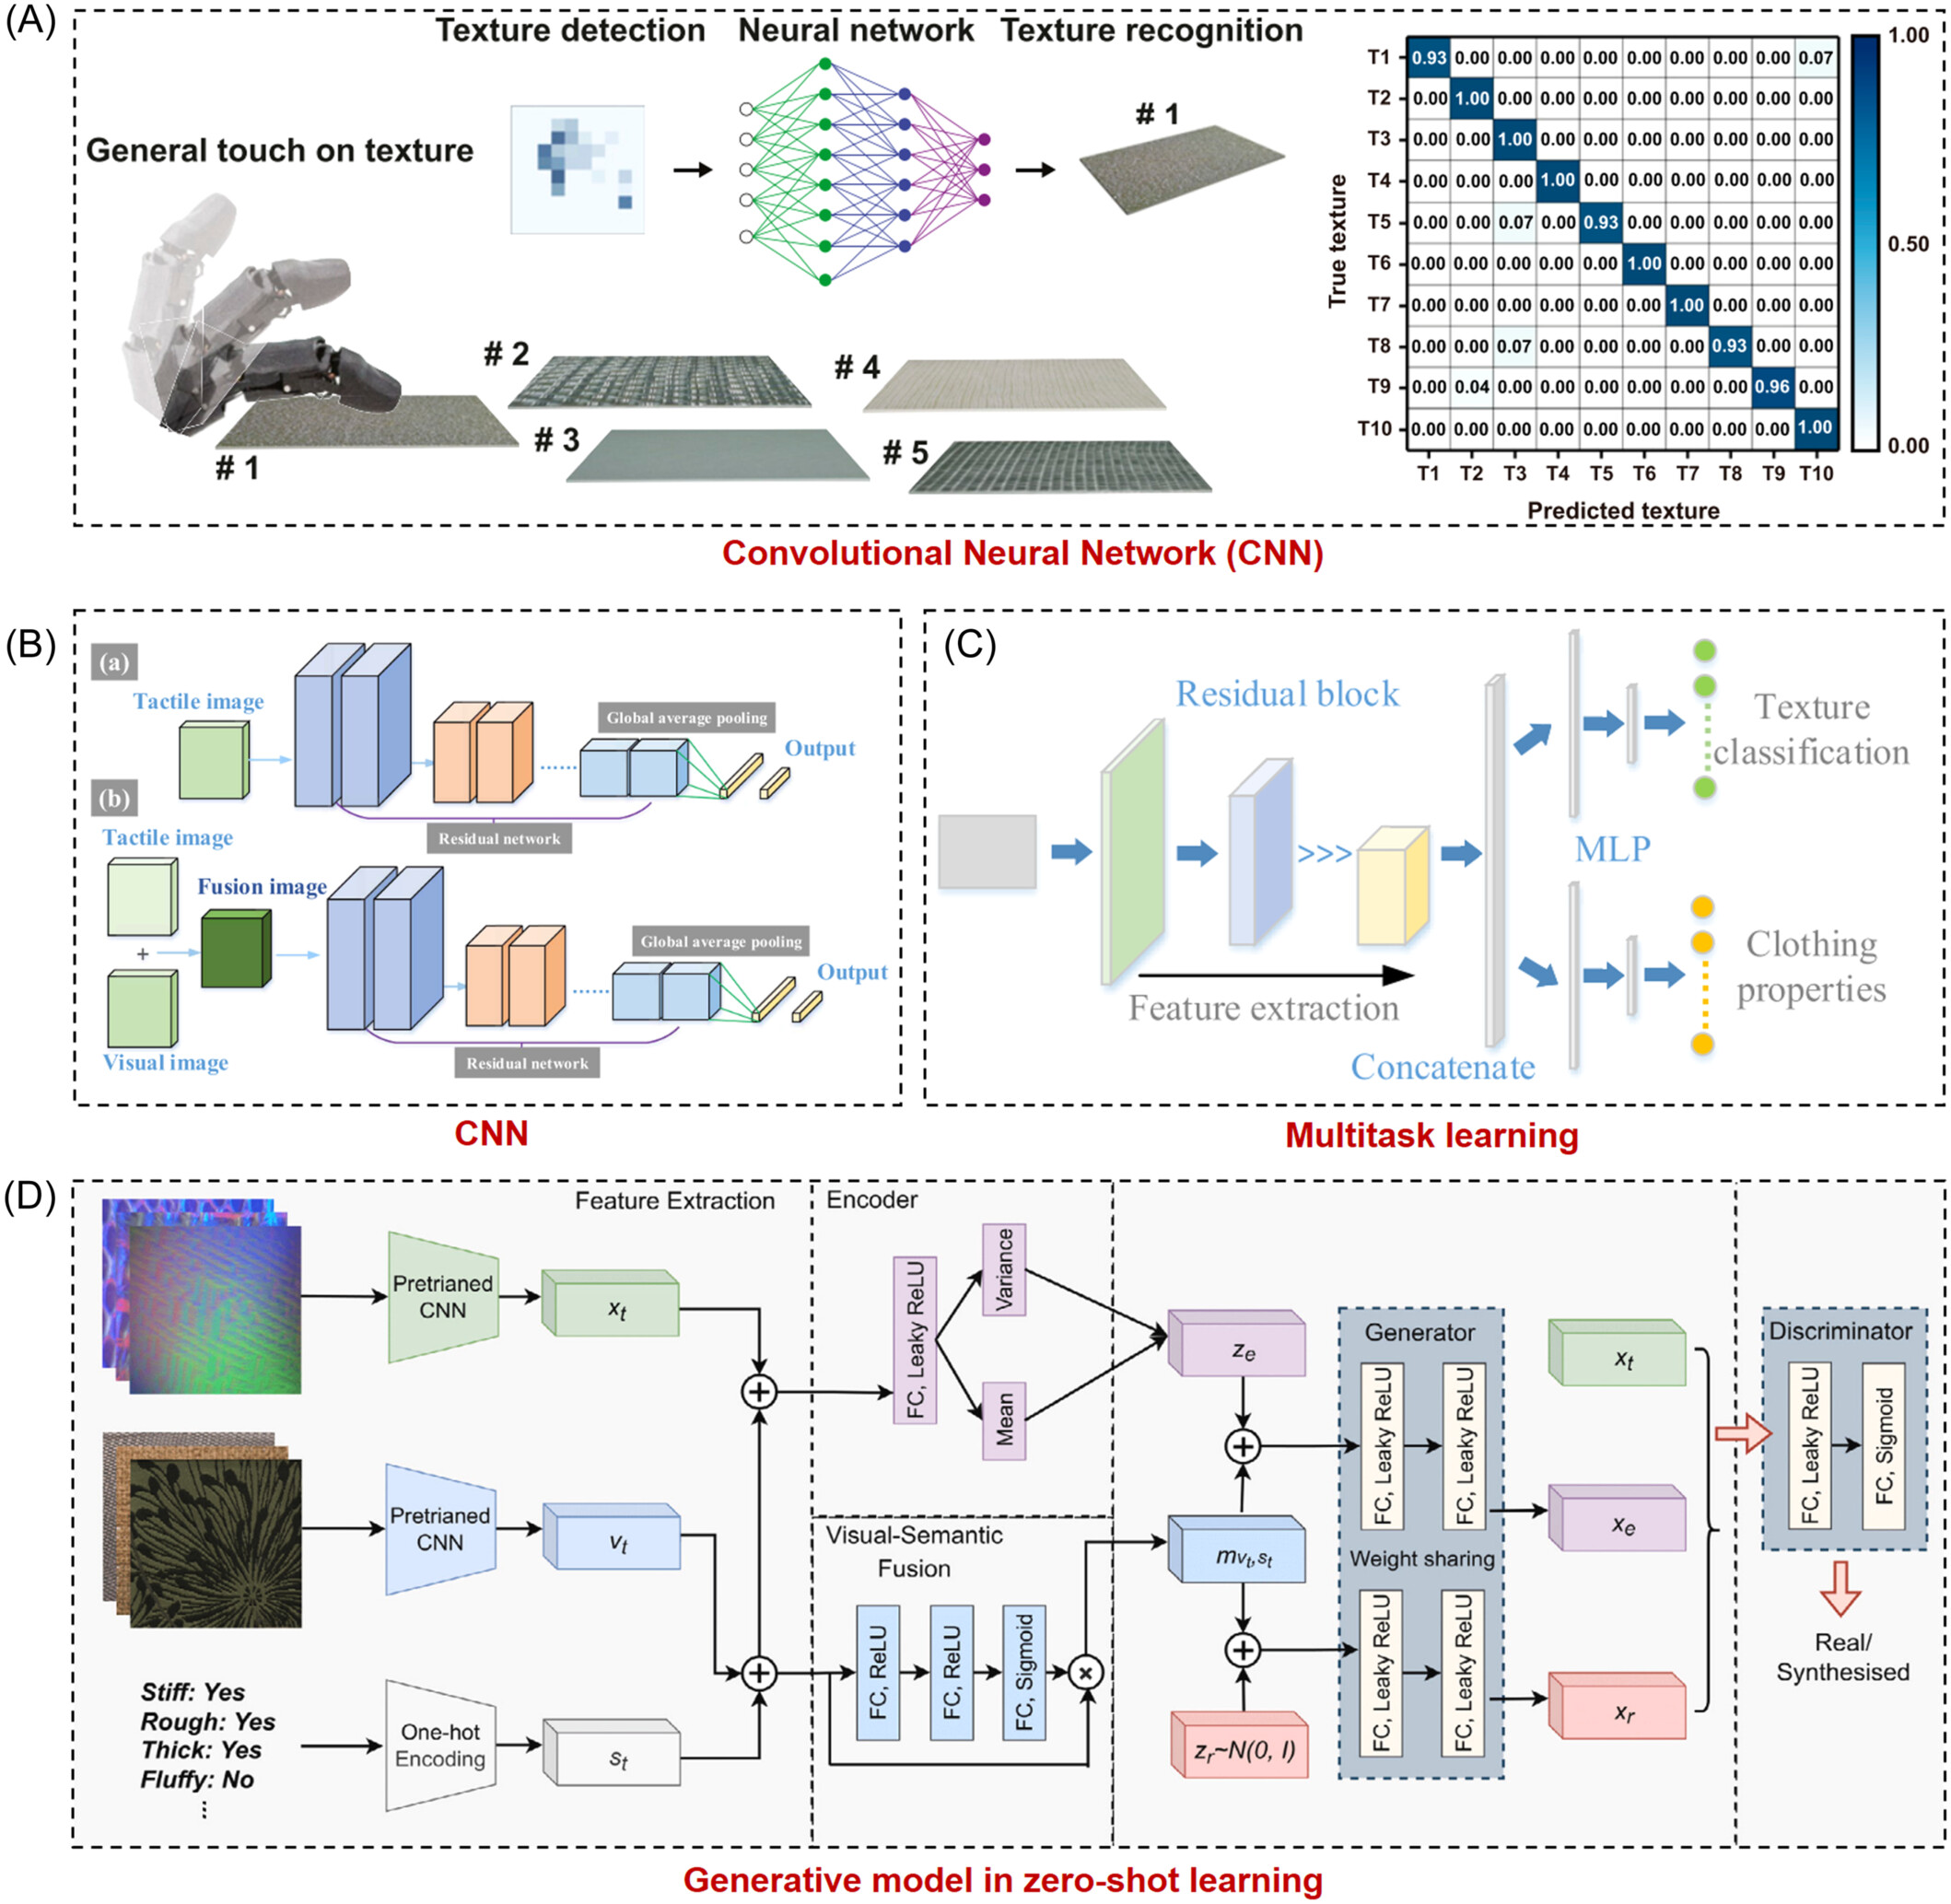 (A)
Texture detection
Neural network
Texture recognition
General touch on texture
# 1
# 1
# 2
# 3
# 4
# 5
True texture
T1 0.93 0.00 0.00 0.00 0.00 0.00 0.00 0.00 0.00 0.07
T2 0.00 1.00 0.00 0.00 0.00 0.00 0.00 0.00 0.00 0.00
T3 0.00 0.00 1.00 0.00 0.00 0.00 0.00 0.00 0.00 0.00
T4 0.00 0.00 0.00 1.00 0.00 0.00 0.00 0.00 0.00 0.00
T5 0.00 0.00 0.07 0.00 0.93 0.00 0.00 0.00 0.00 0.00
T6 0.00 0.00 0.00 0.00 0.00 1.00 0.00 0.00 0.00 0.00
T7 0.00 0.00 0.00 0.00 0.00 0.00 1.00 0.00 0.00 0.00
T8 0.00 0.00 0.07 0.00 0.00 0.00 0.00 0.93 0.00 0.00
T9 0.00 0.04 0.00 0.00 0.00 0.00 0.00 0.00 0.96 0.00
T10 0.00 0.00 0.00 0.00 0.00 0.00 0.00 0.00 0.00 1.00
T1 T2 T3 T4 T5 T6 T7 T8 T9 T10
Predicted texture
1.00
0.50
0.00
Convolutional Neural Network (CNN)
(B)
(a)
Tactile image
Global average pooling
Output
Residual network
(b)
Tactile image
Fusion image
+
Visual image
Global average pooling
Output
Residual network
CNN
(C)
Residual block
>>>
Feature extraction
Concatenate
MLP
Texture
classification
Clothing
properties
Multitask learning
(D)
Feature Extraction
Pretrianed
CNN
xt
Pretrianed
CNN
vt
Stiff: Yes
Rough: Yes
Thick: Yes
Fluffy: No
⋮
One-hot
Encoding
st
+
+
Encoder
FC, Leaky ReLU
Variance
Mean
Visual-Semantic
Fusion
FC, ReLU
FC, ReLU
FC, Sigmoid
×
ze
+
mvt,st
+
zr~N(0, I)
Generator
FC, Leaky ReLU
FC, Leaky ReLU
Weight sharing
FC, Leaky ReLU
FC, Leaky ReLU
xt
xe
xr
Discriminator
FC, Leaky ReLU
FC, Sigmoid
Real/
Synthesised
Generative model in zero-shot learning